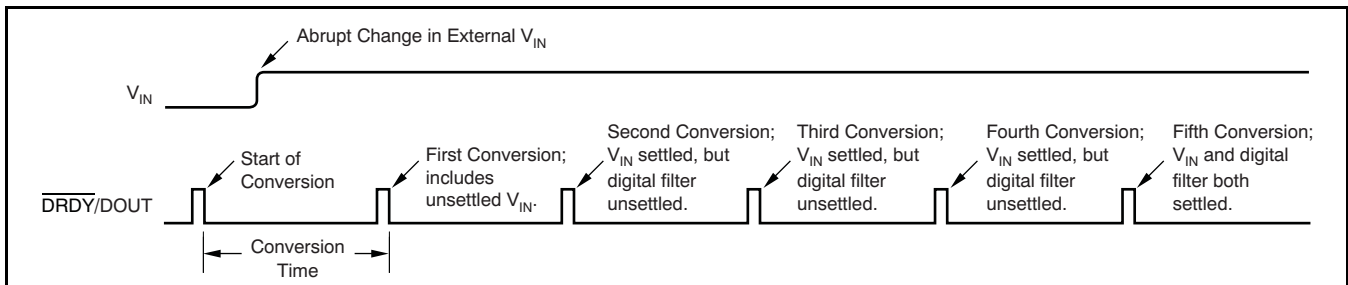 Abrupt Change in External VIN
VIN
Start of
Conversion
First Conversion;
includes
unsettled VIN.
Second Conversion;
VIN settled, but
digital filter
unsettled.
Third Conversion;
VIN settled, but
digital filter
unsettled.
Fourth Conversion;
VIN settled, but
digital filter
unsettled.
Fifth Conversion;
VIN and digital
filter both
settled.
DRDY/DOUT
Conversion
Time